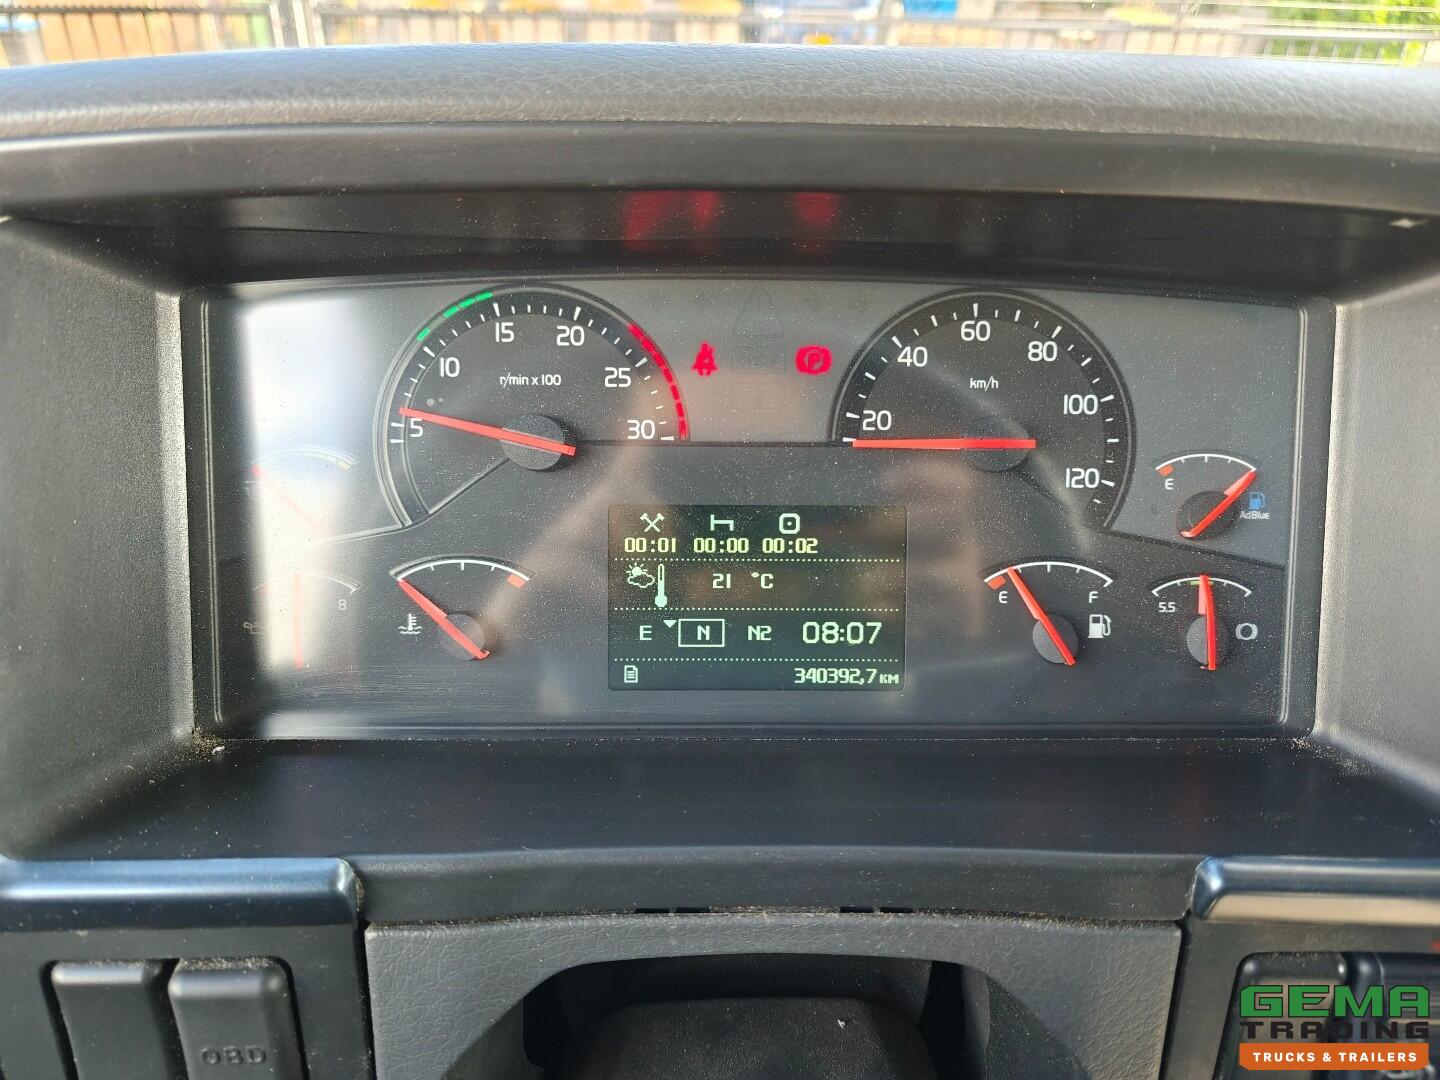 5
10
15
20
25
30
r/min x 100
20
40
60
80
100
120
km/h
E
AdBlue
8
00:01 00:00 00:02
21 °C
E N N2 08:07
340392,7 KM
E F
5.5
OBD
GEMA
TRADING
TRUCKS & TRAILERS